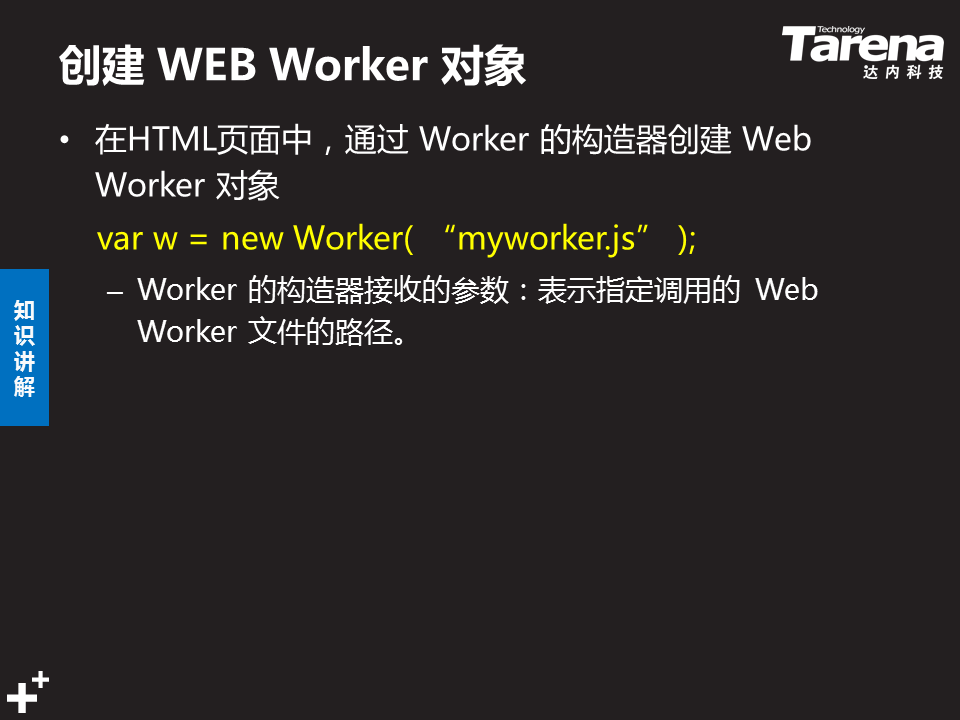 创建 WEB Worker 对象
Technology
Tarena
达内科技
• 在HTML页面中，通过 Worker 的构造器创建 Web
Worker 对象
var w = new Worker( “myworker.js” );
– Worker 的构造器接收的参数：表示指定调用的 Web
Worker 文件的路径。
知
识
讲
解